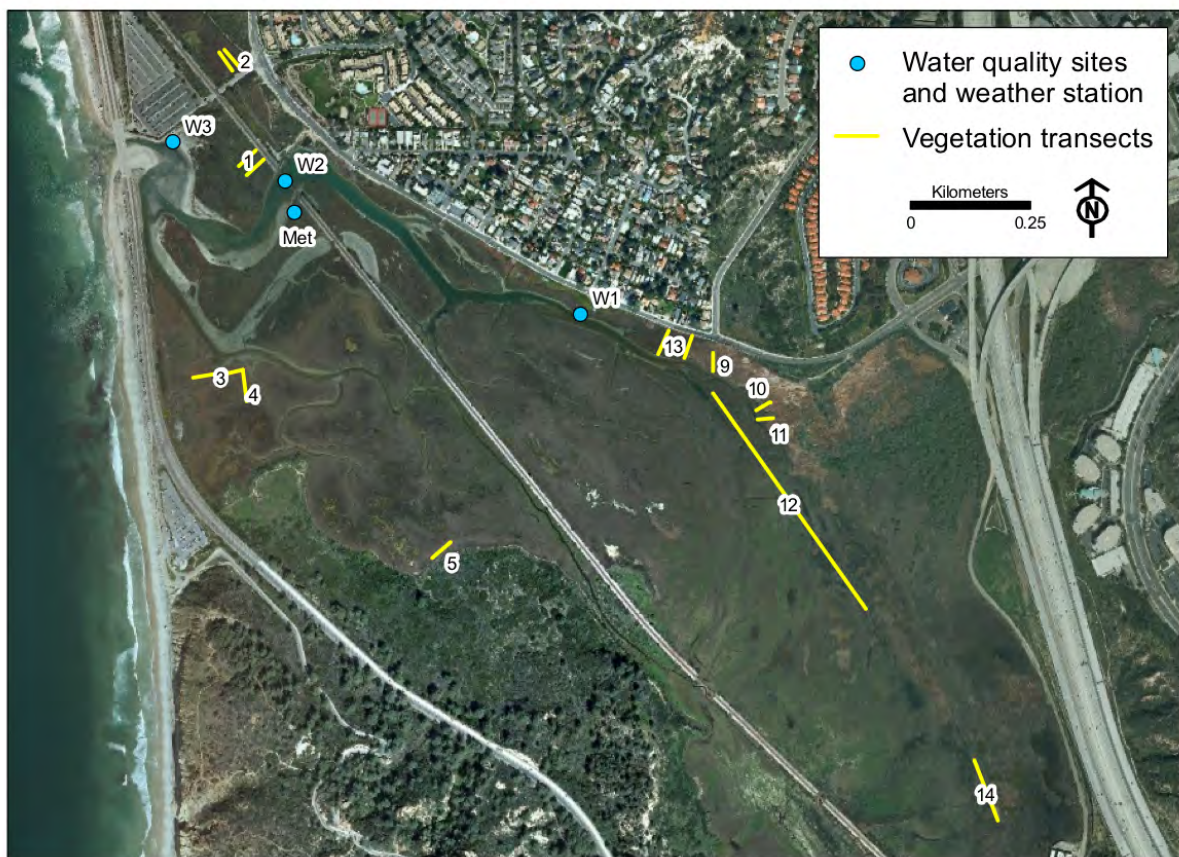 Water quality sites
and weather station
Vegetation transects
Kilometers
0 0.25
N
2
W3
1
W2
Met
W1
13
9
3
4
10
11
12
5
14